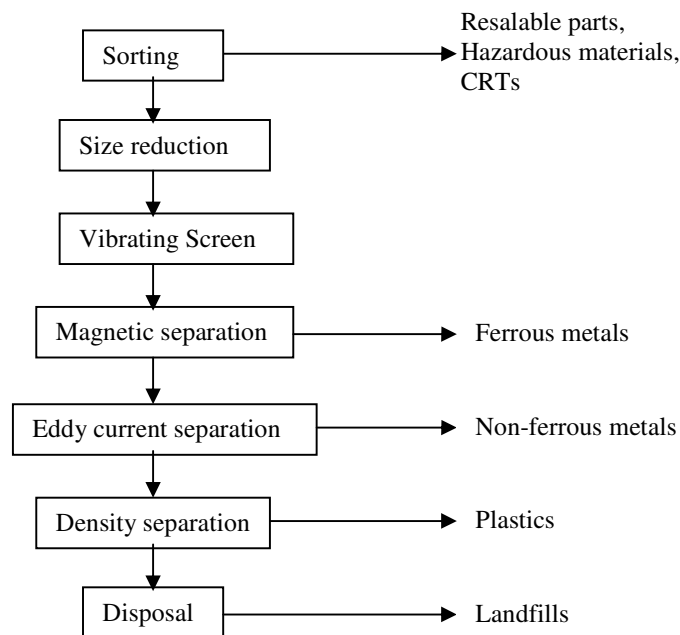 Sorting
Resalable parts,
Hazardous materials,
CRTs
Size reduction
Vibrating Screen
Magnetic separation
Ferrous metals
Eddy current separation
Non-ferrous metals
Density separation
Plastics
Disposal
Landfills